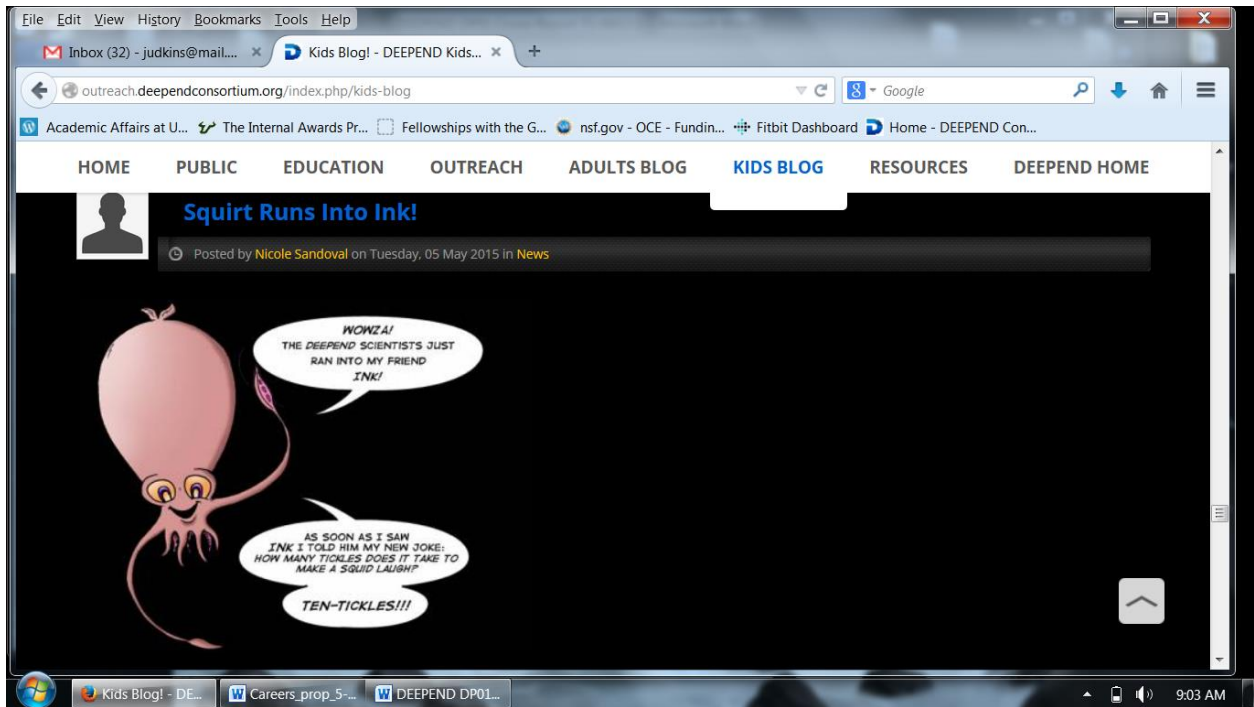 File Edit View History Bookmarks Tools Help
Inbox (32) - judkins@mail.... × Kids Blog! - DEEPEND Kids... × +
outreach.deependconsortium.org/index.php/kids-blog 8 Google
Academic Affairs at U... The Internal Awards Pr... Fellowships with the G... nsf.gov - OCE - Fundin... Fitbit Dashboard Home - DEEPEND Con...
HOME PUBLIC EDUCATION OUTREACH ADULTS BLOG KIDS BLOG RESOURCES DEEPEND HOME
Squirt Runs Into Ink!
Posted by Nicole Sandoval on Tuesday, 05 May 2015 in News
WOWZA!
THE DEEPEND SCIENTISTS JUST
RAN INTO MY FRIEND
INK!
AS SOON AS I SAW
INK I TOLD HIM MY NEW JOKE:
HOW MANY TICKLES DOES IT TAKE TO
MAKE A SQUID LAUGH?
TEN-TICKLES!!!
Kids Blog! - DE... Careers_prop_5-... DEEPEND DP01... 9:03 AM